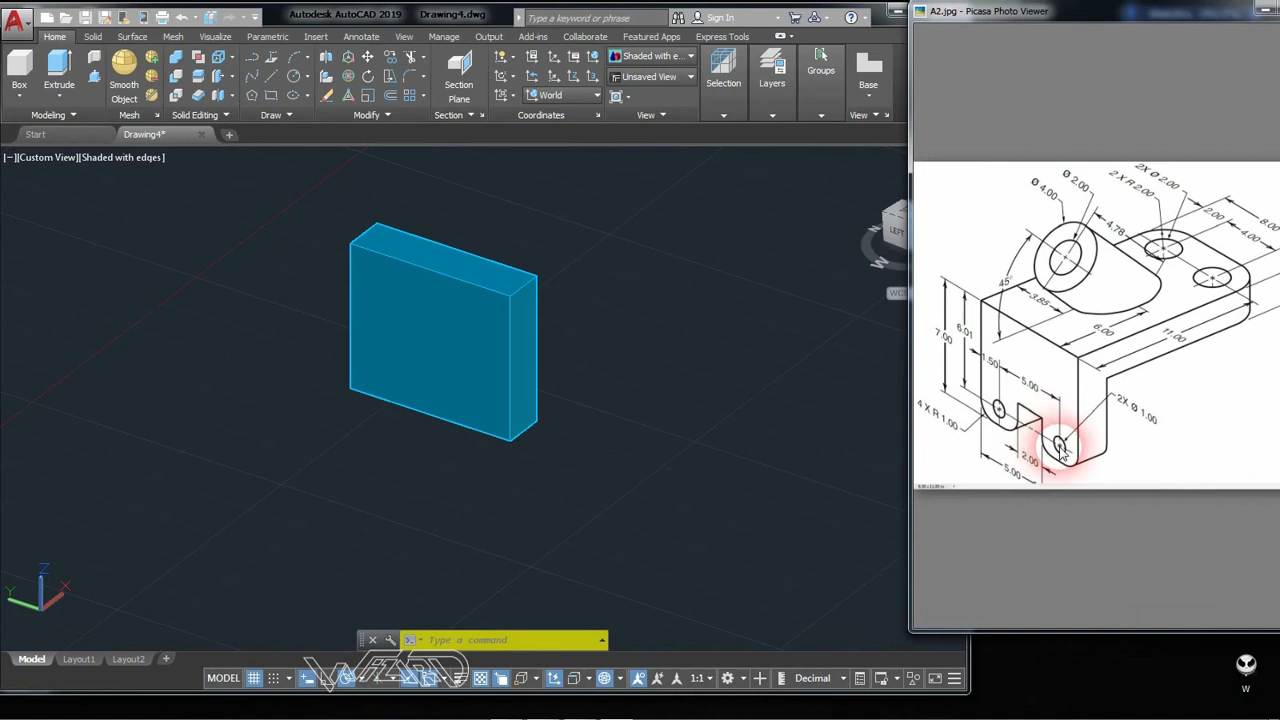 Autodesk AutoCAD 2019 Drawing4.dwg
Type a keyword or phrase
Sign In
A2.jpg - Picasa Photo Viewer
Home Solid Surface Mesh Visualize Parametric Insert Annotate View Manage Output Add-ins Collaborate Express Tools Featured Apps
Box
Extrude
Smooth
Object
Section
Plane
Shaded with e...
Unsaved View
World
Selection
Layers
Groups
Base
Modeling
Mesh
Solid Editing
Draw
Modify
Section
Coordinates
View
View
Start
Drawing4*
[−][Custom View][Shaded with edges]
LEFT
W
W
WC
2X Ø 2.00
2 X R 2.00
Ø 2.00
Ø 4.00
8.00
2.00
4.00
4.78
45°
3.85
6.00
11.00
7.00
6.01
1.50
5.00
2X Ø 1.00
4 X R 1.00
2.00
5.00
Z
Y
X
Type a command
Model Layout1 Layout2
WFZARD
MODEL
1:1
Decimal
W